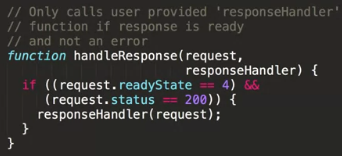 // Only calls user provided 'responseHandler'
// function if response is ready
// and not an error
function handleResponse(request,
                        responseHandler) {
  if ((request.readyState == 4) &&
      (request.status == 200)) {
    responseHandler(request);
  }
}